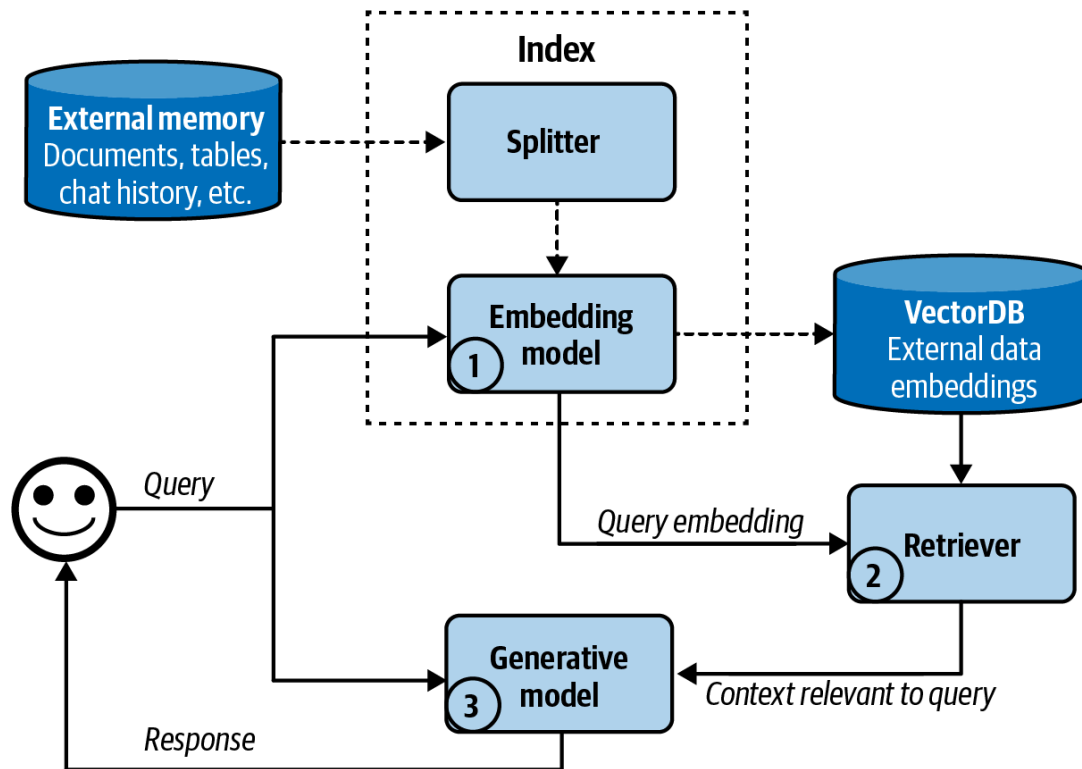 Index
External memory
Documents, tables,
chat history, etc.
Splitter
Embedding
model
1
VectorDB
External data
embeddings
Query
Query embedding
Retriever
2
Generative
model
3
Context relevant to query
Response